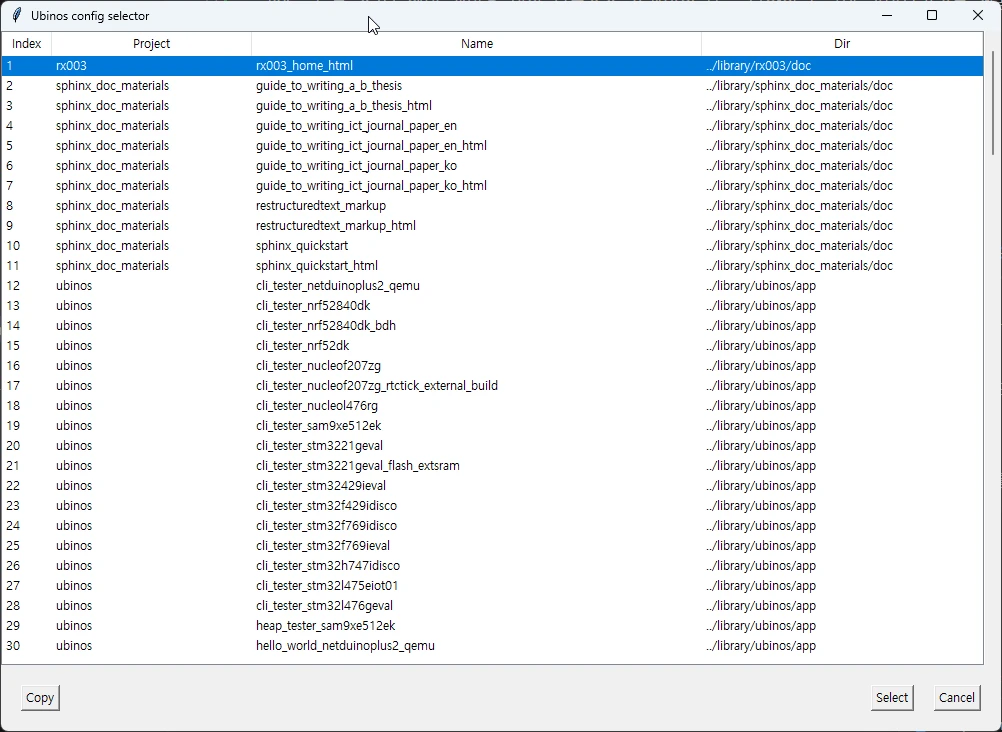 Ubinos config selector
Index Project Name Dir
1 rx003 rx003_home_html ../library/rx003/doc
2 sphinx_doc_materials guide_to_writing_a_b_thesis ../library/sphinx_doc_materials/doc
3 sphinx_doc_materials guide_to_writing_a_b_thesis_html ../library/sphinx_doc_materials/doc
4 sphinx_doc_materials guide_to_writing_ict_journal_paper_en ../library/sphinx_doc_materials/doc
5 sphinx_doc_materials guide_to_writing_ict_journal_paper_en_html ../library/sphinx_doc_materials/doc
6 sphinx_doc_materials guide_to_writing_ict_journal_paper_ko ../library/sphinx_doc_materials/doc
7 sphinx_doc_materials guide_to_writing_ict_journal_paper_ko_html ../library/sphinx_doc_materials/doc
8 sphinx_doc_materials restructuredtext_markup ../library/sphinx_doc_materials/doc
9 sphinx_doc_materials restructuredtext_markup_html ../library/sphinx_doc_materials/doc
10 sphinx_doc_materials sphinx_quickstart ../library/sphinx_doc_materials/doc
11 sphinx_doc_materials sphinx_quickstart_html ../library/sphinx_doc_materials/doc
12 ubinos cli_tester_netduinoplus2_qemu ../library/ubinos/app
13 ubinos cli_tester_nrf52840dk ../library/ubinos/app
14 ubinos cli_tester_nrf52840dk_bdh ../library/ubinos/app
15 ubinos cli_tester_nrf52dk ../library/ubinos/app
16 ubinos cli_tester_nucleof207zg ../library/ubinos/app
17 ubinos cli_tester_nucleof207zg_rtctick_external_build ../library/ubinos/app
18 ubinos cli_tester_nucleol476rg ../library/ubinos/app
19 ubinos cli_tester_sam9xe512ek ../library/ubinos/app
20 ubinos cli_tester_stm3221geval ../library/ubinos/app
21 ubinos cli_tester_stm3221geval_flash_extsram ../library/ubinos/app
22 ubinos cli_tester_stm32429ieval ../library/ubinos/app
23 ubinos cli_tester_stm32f429idisco ../library/ubinos/app
24 ubinos cli_tester_stm32f769idisco ../library/ubinos/app
25 ubinos cli_tester_stm32f769ieval ../library/ubinos/app
26 ubinos cli_tester_stm32h747idisco ../library/ubinos/app
27 ubinos cli_tester_stm32l475eiot01 ../library/ubinos/app
28 ubinos cli_tester_stm32l476geval ../library/ubinos/app
29 ubinos heap_tester_sam9xe512ek ../library/ubinos/app
30 ubinos hello_world_netduinoplus2_qemu ../library/ubinos/app
Copy Select Cancel